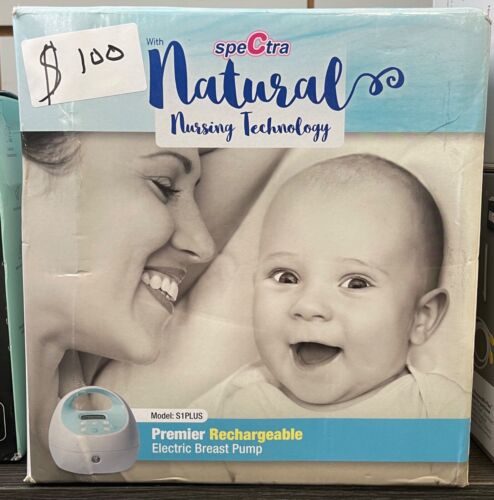 $ 100
With
speCtra
Natural
Nursing Technology
Model: S1PLUS
Premier Rechargeable
Electric Breast Pump